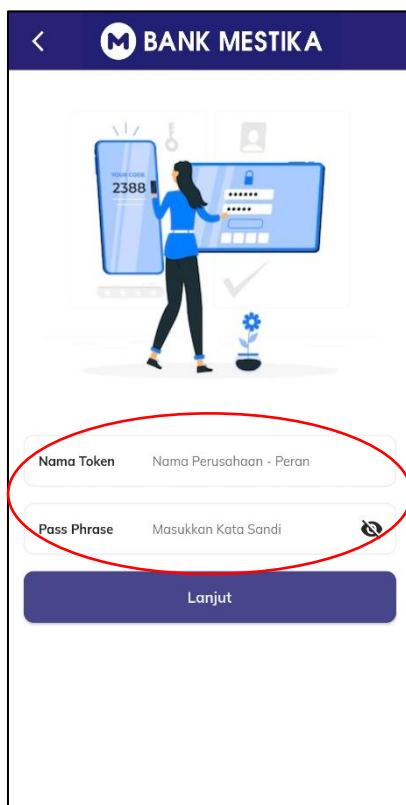 BANK MESTIKA
YOUR CODE
2388
Nama Token Nama Perusahaan - Peran
Pass Phrase Masukkan Kata Sandi
Lanjut